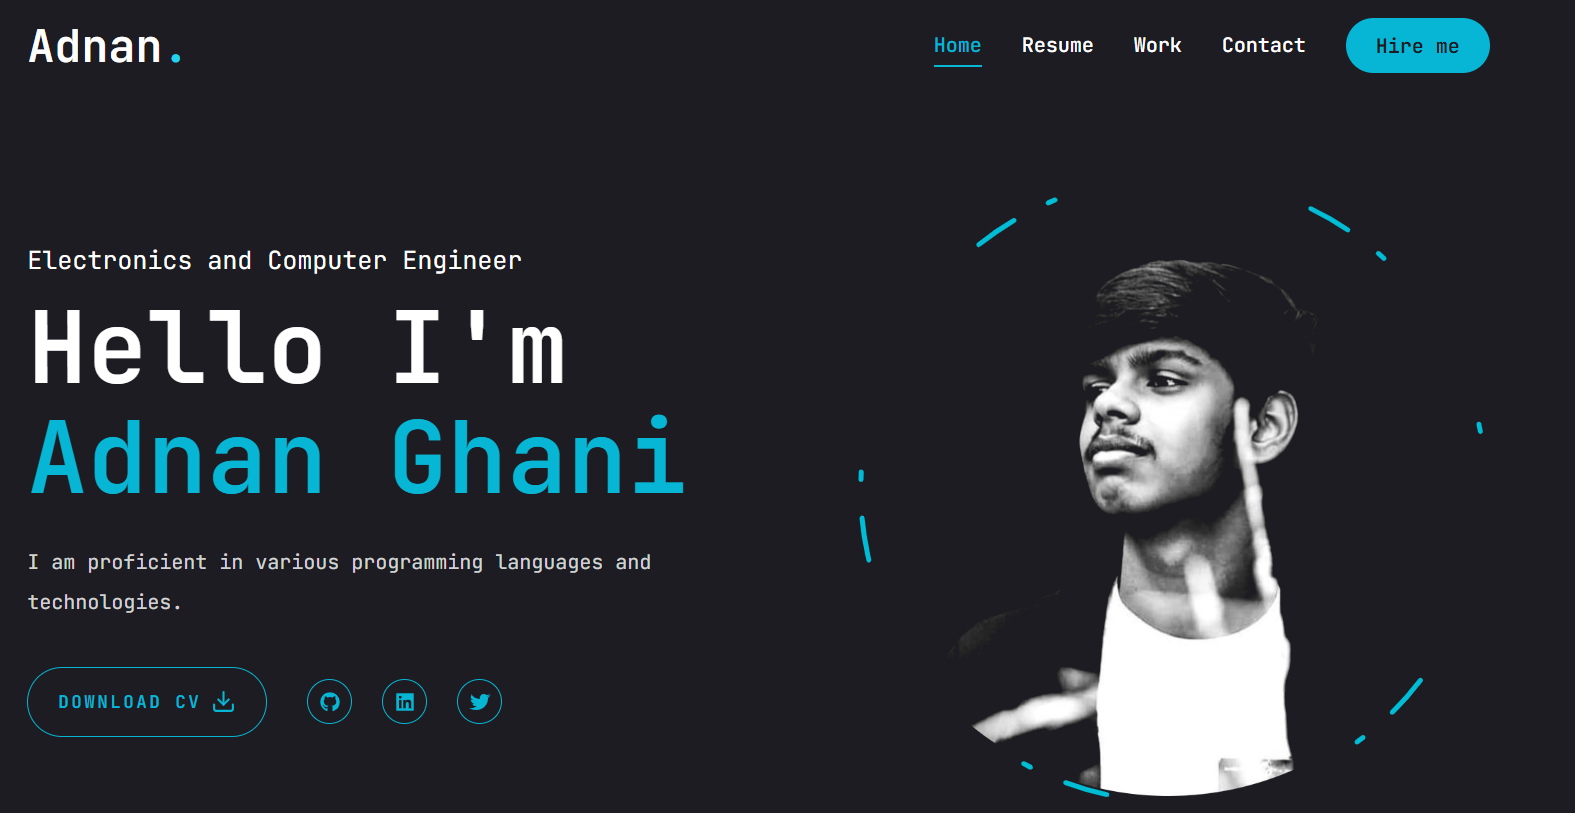 Adnan.
Home Resume Work Contact Hire me
Electronics and Computer Engineer
Hello I'm
Adnan Ghani
I am proficient in various programming languages and
technologies.
DOWNLOAD CV
in